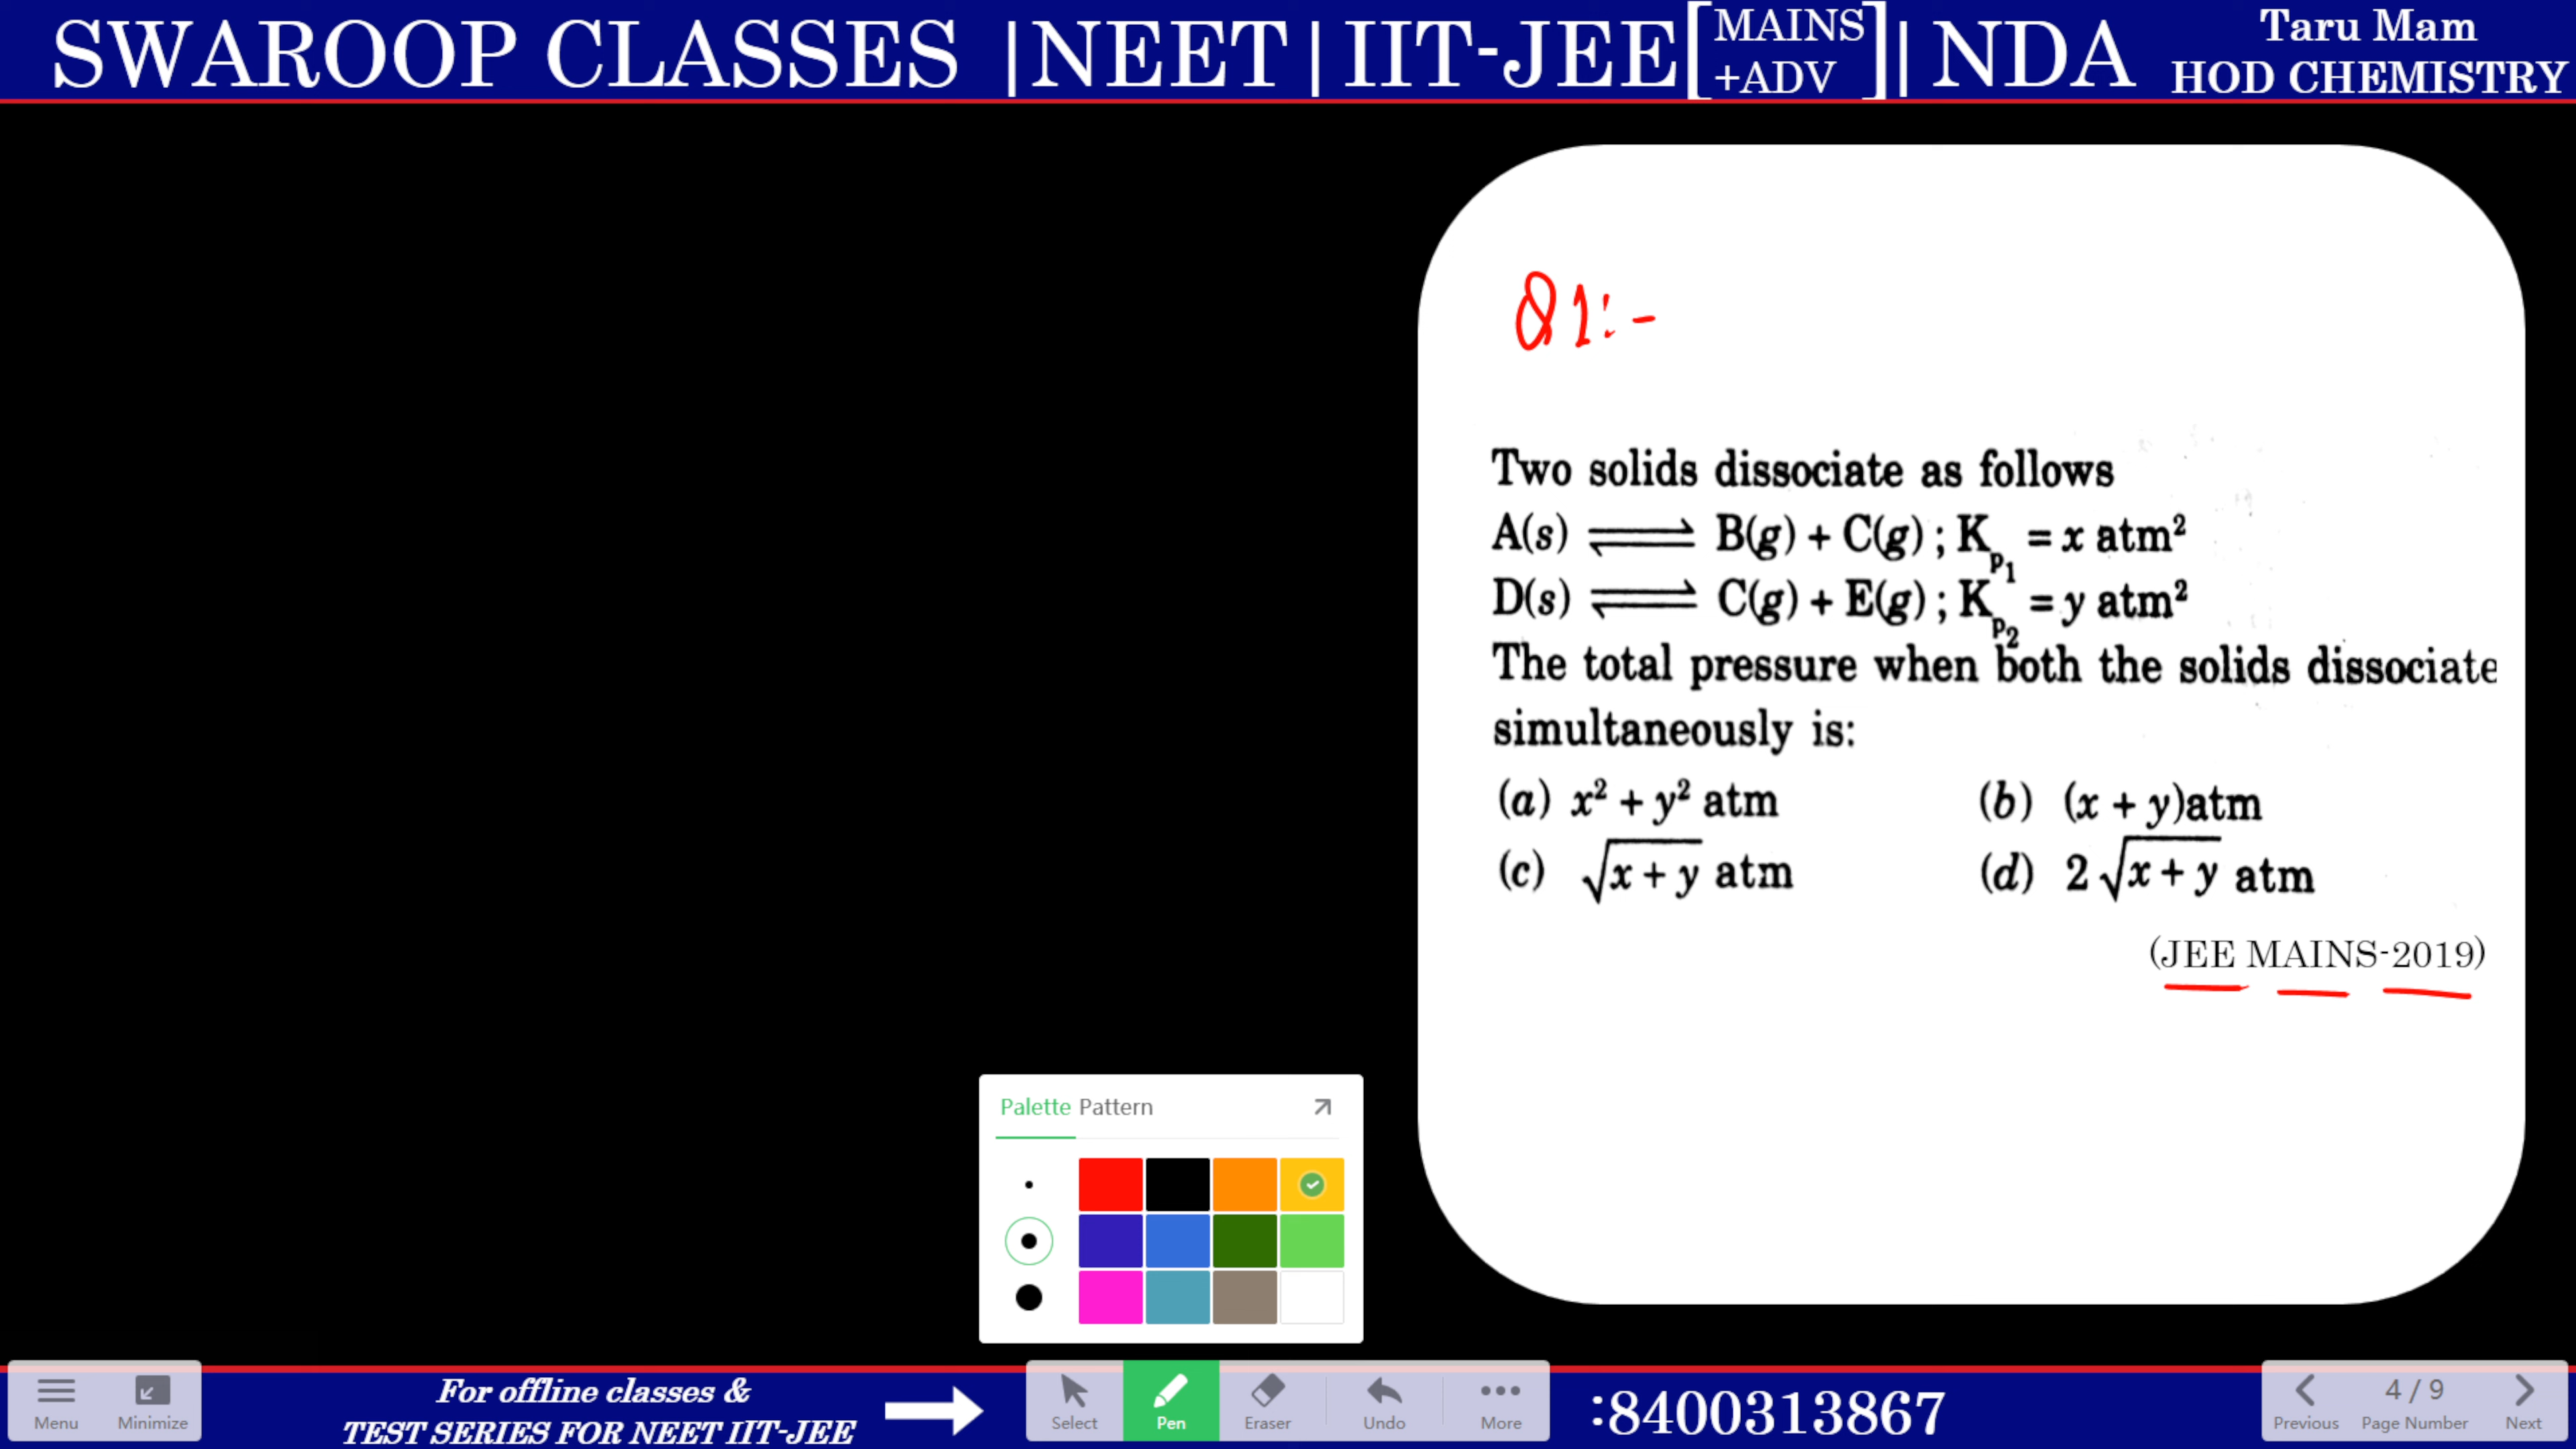 SWAROOP CLASSES |NEET| IIT-JEE[MAINS +ADV]| NDA
Taru Mam
HOD CHEMISTRY
Q1:-
Two solids dissociate as follows
A(s) ⇌ B(g) + C(g) ; K_p₁ = x atm²
D(s) ⇌ C(g) + E(g) ; K_p₂ = y atm²
The total pressure when both the solids dissociate
simultaneously is:
(a) x² + y² atm (b) (x + y)atm
(c) √(x + y) atm (d) 2√(x + y) atm
(JEE MAINS-2019)
Palette Pattern
Menu Minimize
For offline classes &
TEST SERIES FOR NEET IIT-JEE
Select Pen Eraser Undo More
:8400313867
4 / 9
Previous Page Number Next